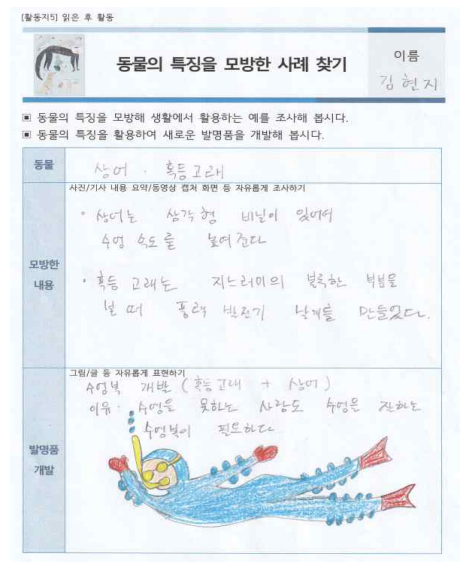 [활동지5] 읽은 후 활동
동물의 특징을 모방한 사례 찾기
이름
김현지
▣ 동물의 특징을 모방해 생활에서 활용하는 예를 조사해 봅시다.
▣ 동물의 특징을 활용하여 새로운 발명품을 개발해 봅시다.
동물
상어 · 혹등고래
사진/기사 내용 요약/동영상 캡처 화면 등 자유롭게 조사하기
모방한
내용
• 상어는 삼각형 비늘이 있어서
수영 속도를 높여준다
• 혹등 고래는 지느러미의 볼록한 부분을
볼 때 풍력 발전기 날개를 만들었다.
그림/글 등 자유롭게 표현하기
발명품
개발
수영복 개발 (혹등고래 + 상어)
이유. 수영을 못하는 사람도 수영을 잘하는
수영복이 필요하다